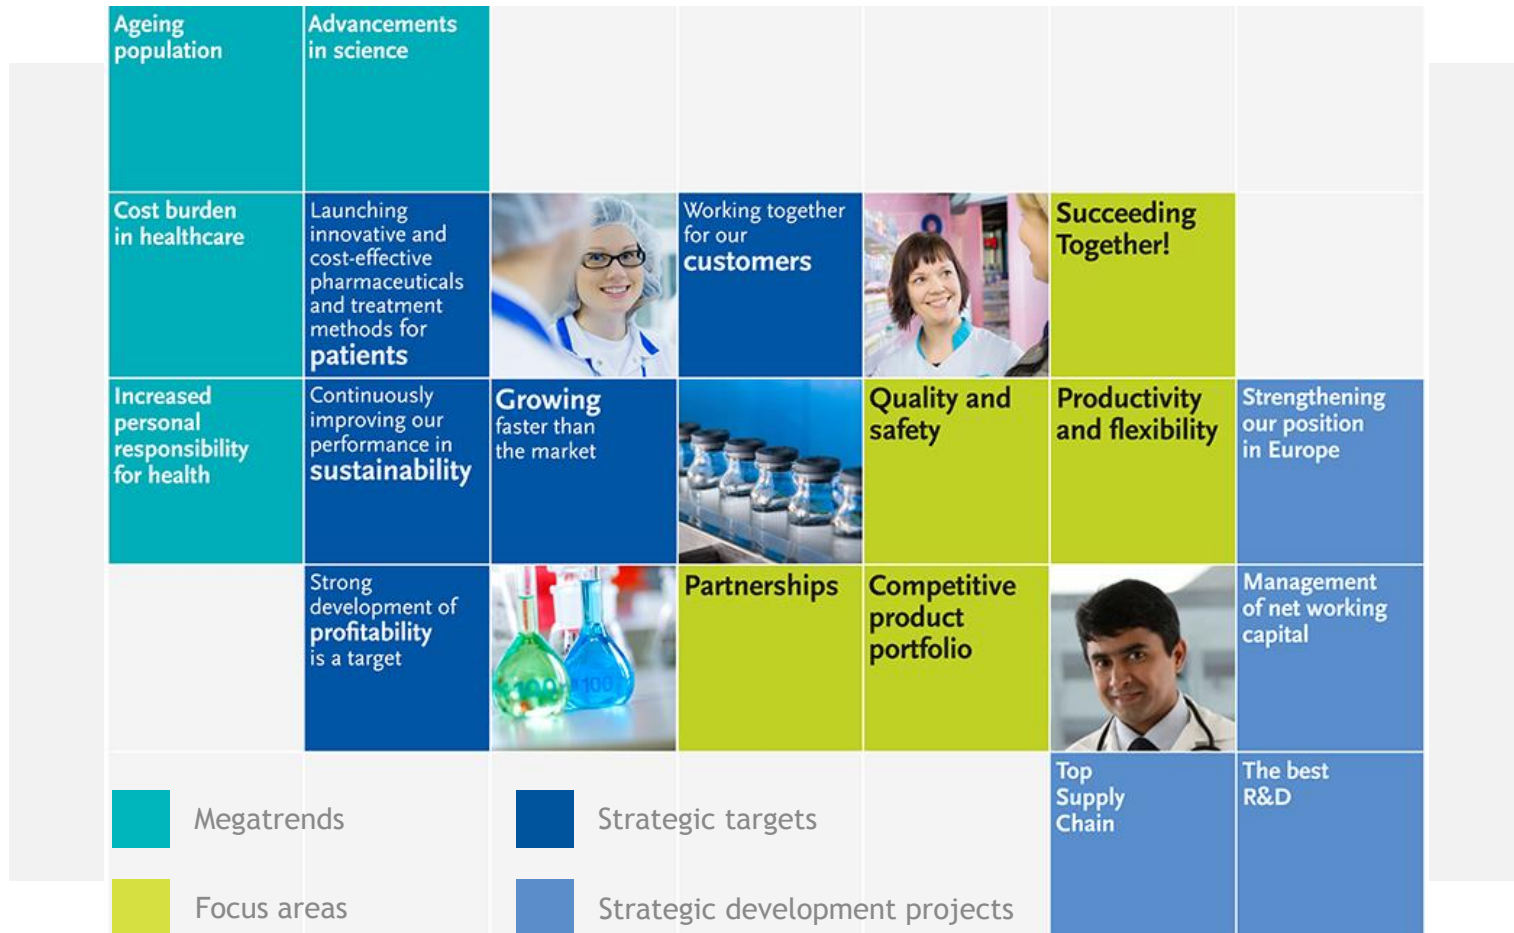 Ageing
population
Advancements
in science
Cost burden
in healthcare
Launching
innovative and
cost-effective
pharmaceuticals
and treatment
methods for
patients
Working together
for our
customers
Succeeding
Together!
Increased
personal
responsibility
for health
Continuously
improving our
performance in
sustainability
Growing
faster than
the market
Quality and
safety
Productivity
and flexibility
Strengthening
our position
in Europe
Strong
development of
profitability
is a target
100
100
Partnerships
Competitive
product
portfolio
Management
of net working
capital
Top
Supply
Chain
The best
R&D
Megatrends
Strategic targets
Focus areas
Strategic development projects